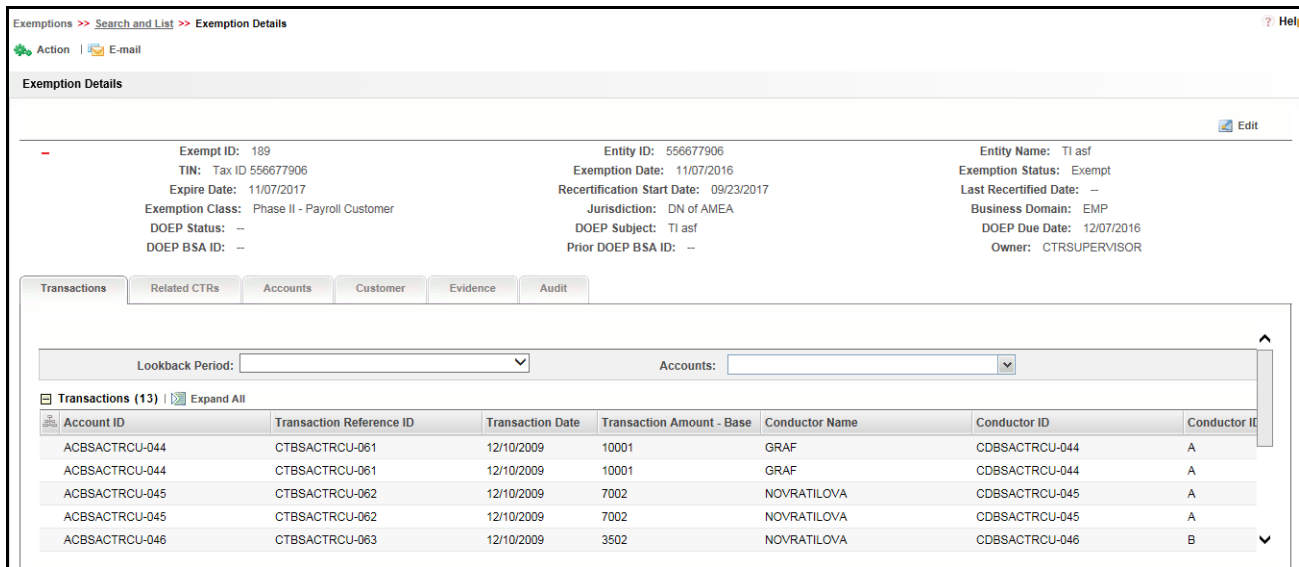 Exemptions >> Search and List >> Exemption Details ? Hel
Action | E-mail
Exemption Details
Edit
Exempt ID: 189 Entity ID: 556677906 Entity Name: TI asf
TIN: Tax ID 556677906 Exemption Date: 11/07/2016 Exemption Status: Exempt
Expire Date: 11/07/2017 Recertification Start Date: 09/23/2017 Last Recertified Date: --
Exemption Class: Phase II - Payroll Customer Jurisdiction: DN of AMEA Business Domain: EMP
DOEP Status: -- DOEP Subject: TI asf DOEP Due Date: 12/07/2016
DOEP BSA ID: -- Prior DOEP BSA ID: -- Owner: CTRSUPERVISOR
Transactions Related CTRs Accounts Customer Evidence Audit
Lookback Period: Accounts:
Transactions (13) | Expand All
Account ID Transaction Reference ID Transaction Date Transaction Amount - Base Conductor Name Conductor ID Conductor ID
ACBSACTRCU-044 CTBSACTRCU-061 12/10/2009 10001 GRAF CDBSACTRCU-044 A
ACBSACTRCU-044 CTBSACTRCU-061 12/10/2009 10001 GRAF CDBSACTRCU-044 A
ACBSACTRCU-045 CTBSACTRCU-062 12/10/2009 7002 NOVRATILOVA CDBSACTRCU-045 A
ACBSACTRCU-045 CTBSACTRCU-062 12/10/2009 7002 NOVRATILOVA CDBSACTRCU-045 A
ACBSACTRCU-046 CTBSACTRCU-063 12/10/2009 3502 NOVRATILOVA CDBSACTRCU-046 B